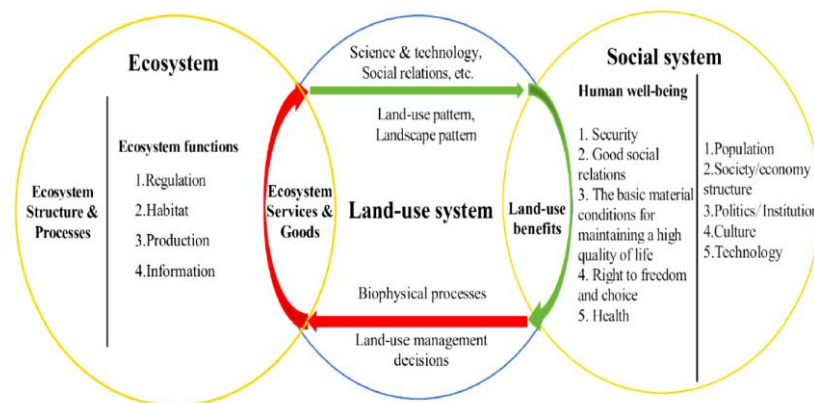 Ecosystem
Ecosystem
Structure &
Processes
Ecosystem functions
1.Regulation
2.Habitat
3.Production
4.Information
Ecosystem
Services &
Goods
Science & technology,
Social relations, etc.
Land-use pattern,
Landscape pattern
Land-use system
Biophysical processes
Land-use management
decisions
Land-use
benefits
Social system
Human well-being
1. Security
2. Good social
relations
3. The basic material
conditions for
maintaining a high
quality of life
4. Right to freedom
and choice
5. Health
1.Population
2.Society/economy
structure
3.Politics/ Institution
4.Culture
5.Technology